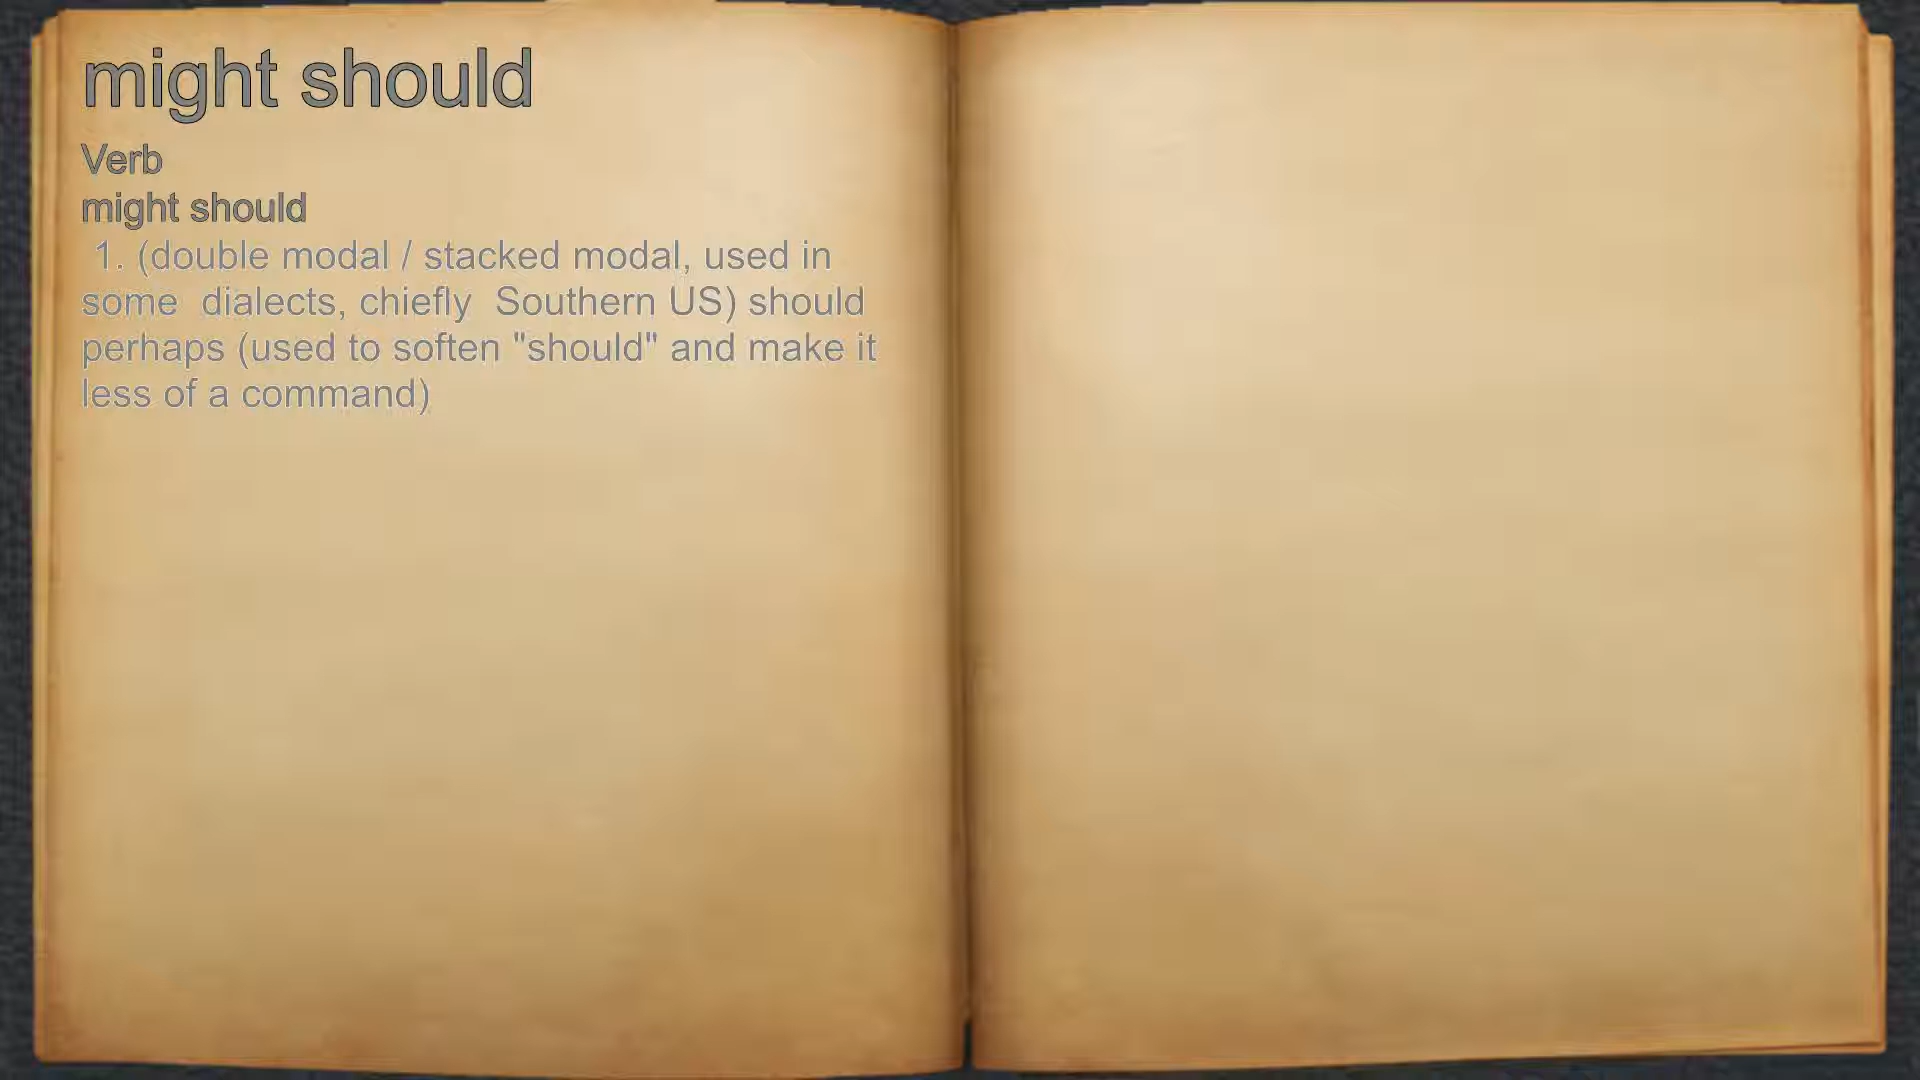 might should
Verb
might should
1. (double modal / stacked modal, used in
some dialects, chiefly Southern US) should
perhaps (used to soften "should" and make it
less of a command)